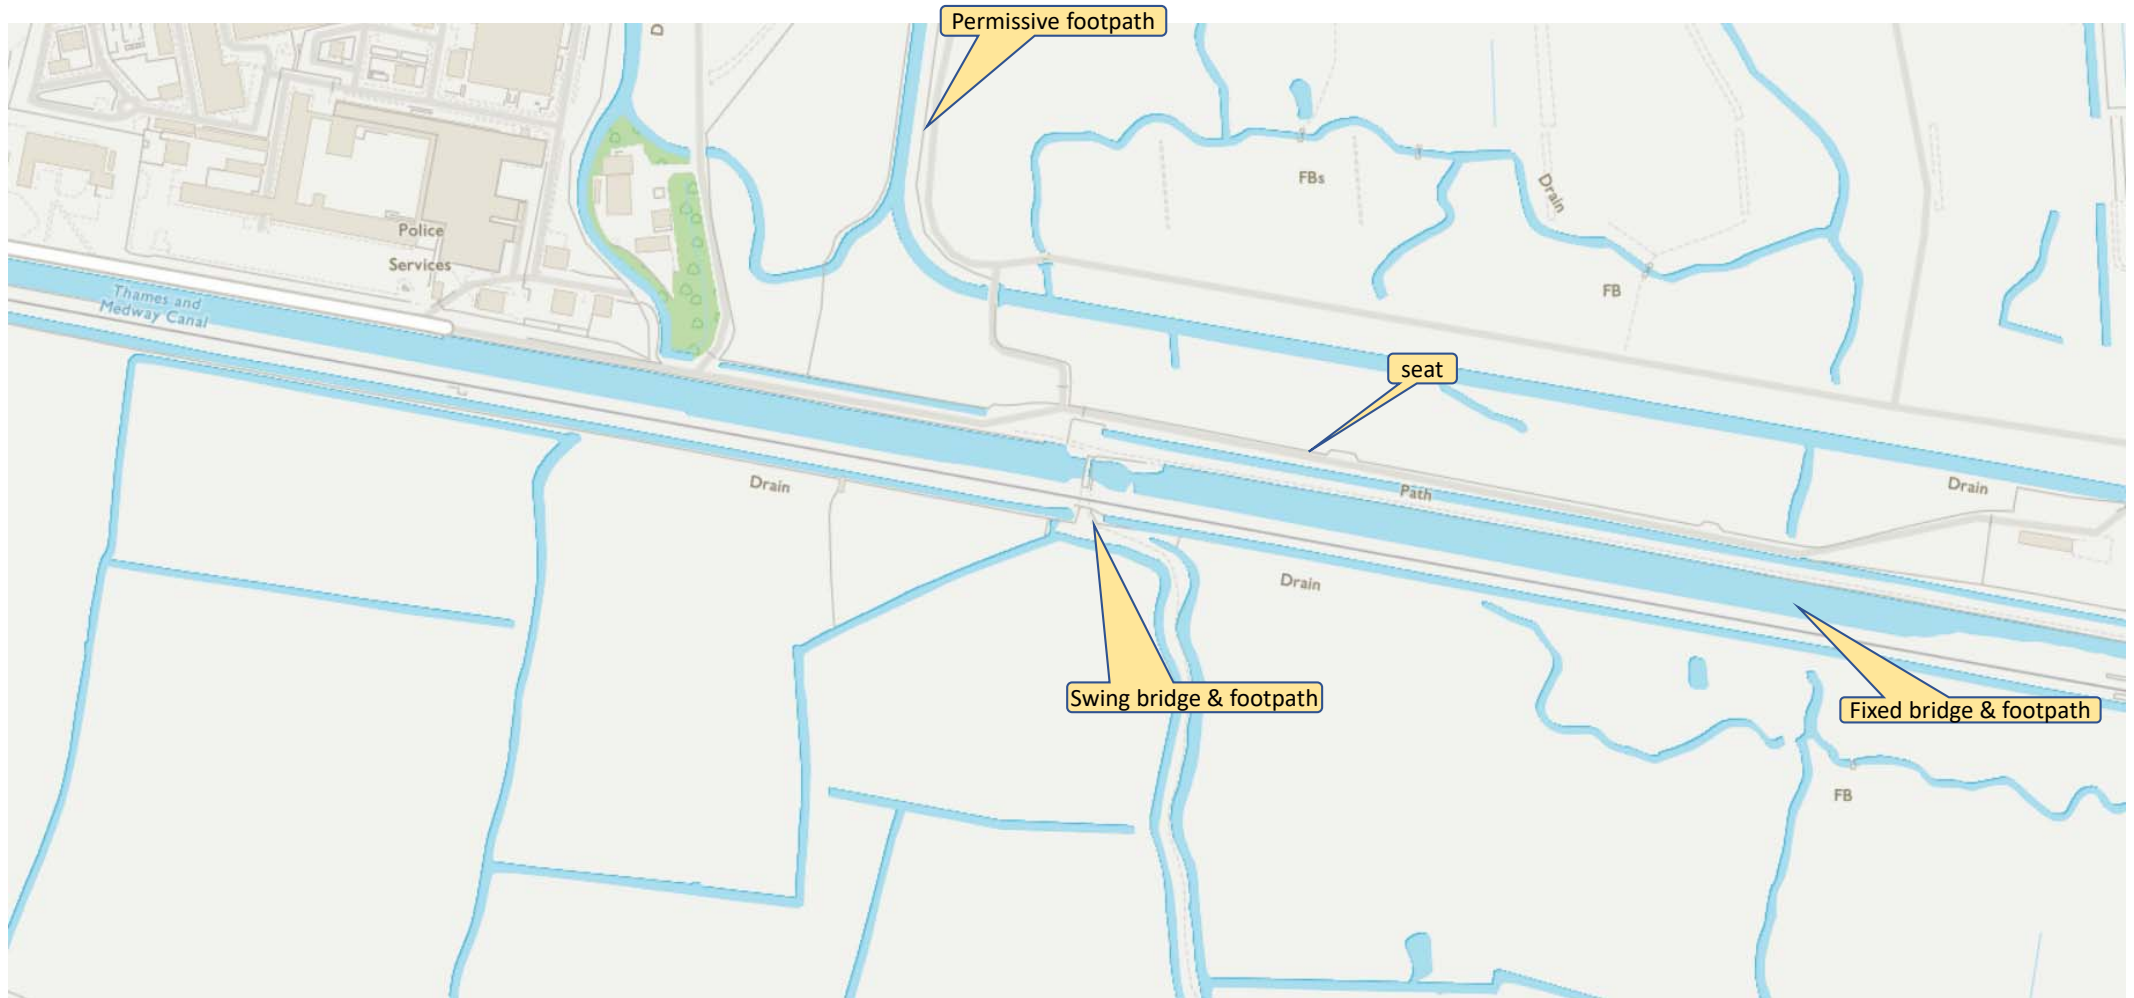 Permissive footpath
D
FBs
Drain
Police
Services
FB
Thames and
Medway Canal
seat
Drain
Path
Drain
Drain
Swing bridge & footpath
Fixed bridge & footpath
FB